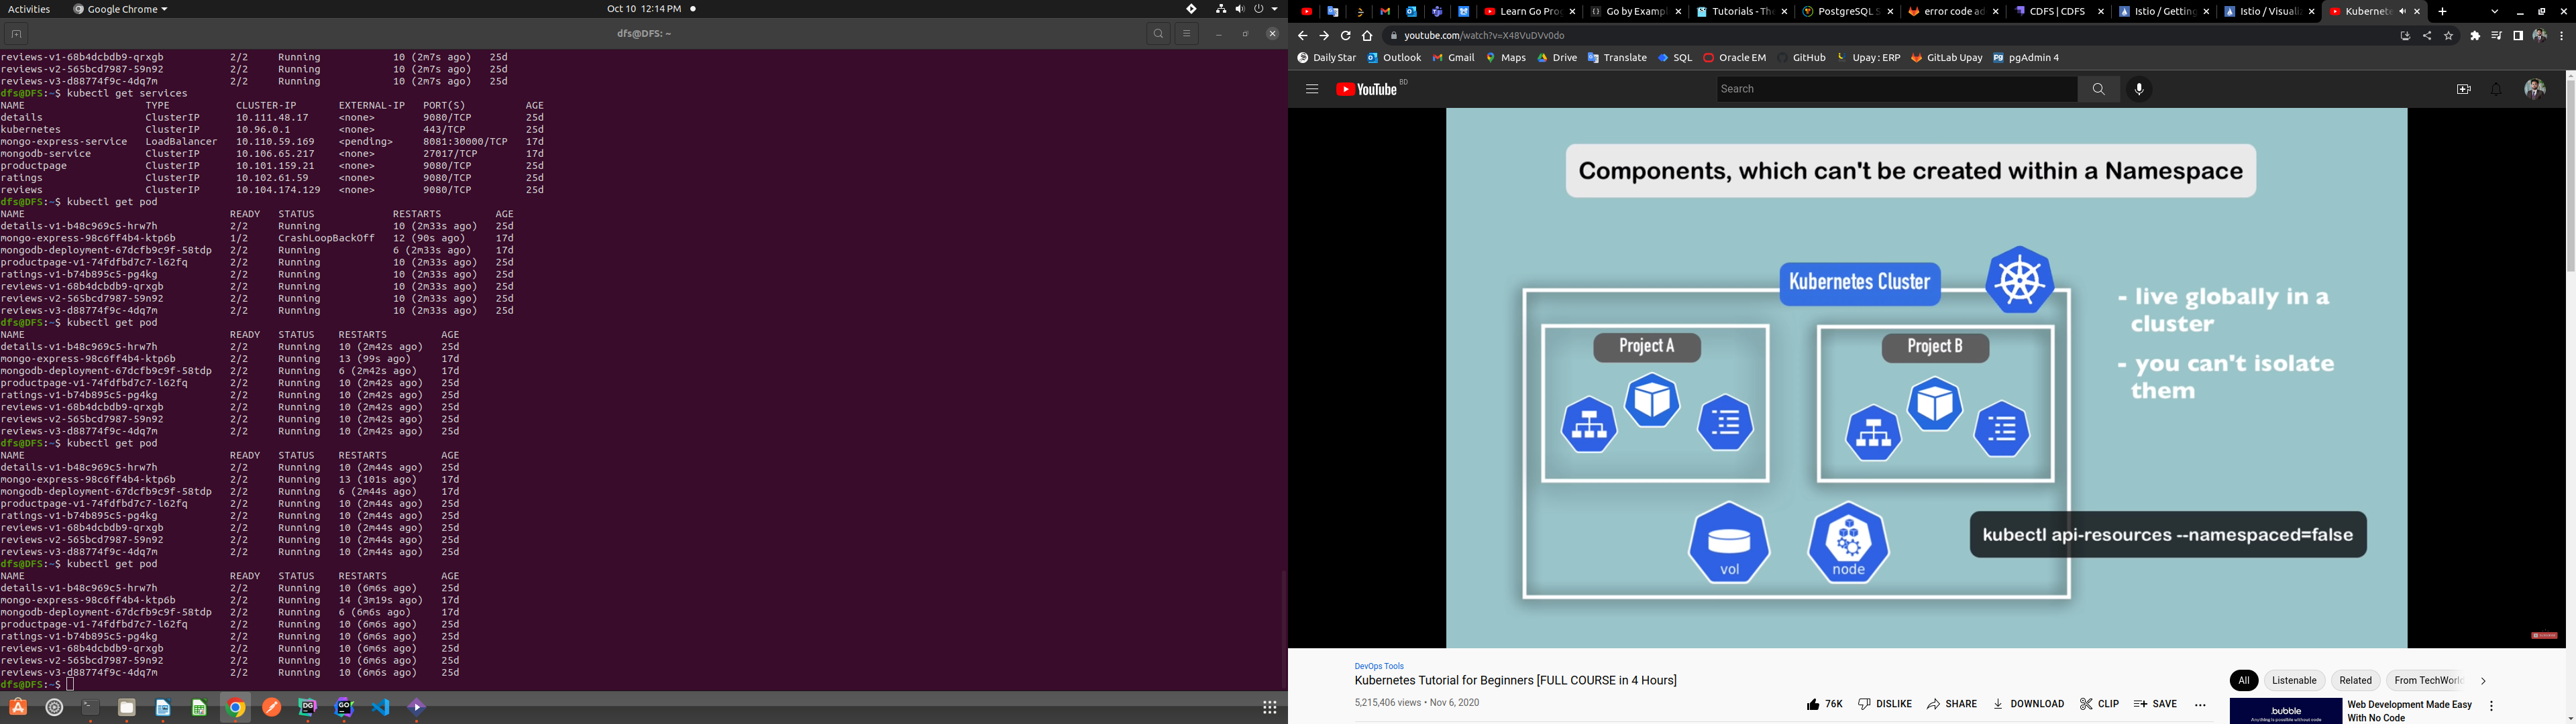 Activities Google Chrome Oct 10 12:14 PM
dfs@DFS: ~
reviews-v1-68b4dcbdb9-qrxgb 2/2 Running 10 (2m7s ago) 25d
reviews-v2-565bcd7987-59n92 2/2 Running 10 (2m7s ago) 25d
reviews-v3-d88774f9c-4dq7m 2/2 Running 10 (2m7s ago) 25d
dfs@DFS:~$ kubectl get services
NAME TYPE CLUSTER-IP EXTERNAL-IP PORT(S) AGE
details ClusterIP 10.111.48.17 <none> 9080/TCP 25d
kubernetes ClusterIP 10.96.0.1 <none> 443/TCP 25d
mongo-express-service LoadBalancer 10.110.59.169 <pending> 8081:30000/TCP 17d
mongodb-service ClusterIP 10.106.65.217 <none> 27017/TCP 17d
productpage ClusterIP 10.101.159.21 <none> 9080/TCP 25d
ratings ClusterIP 10.102.61.59 <none> 9080/TCP 25d
reviews ClusterIP 10.104.174.129 <none> 9080/TCP 25d
dfs@DFS:~$ kubectl get pod
NAME READY STATUS RESTARTS AGE
details-v1-b48c969c5-hrw7h 2/2 Running 10 (2m33s ago) 25d
mongo-express-98c6ff4b4-ktp6b 1/2 CrashLoopBackOff 12 (90s ago) 17d
mongodb-deployment-67dcfb9c9f-58tdp 2/2 Running 6 (2m33s ago) 17d
productpage-v1-74fdfbd7c7-l62fq 2/2 Running 10 (2m33s ago) 25d
ratings-v1-b74b895c5-pg4kg 2/2 Running 10 (2m33s ago) 25d
reviews-v1-68b4dcbdb9-qrxgb 2/2 Running 10 (2m33s ago) 25d
reviews-v2-565bcd7987-59n92 2/2 Running 10 (2m33s ago) 25d
reviews-v3-d88774f9c-4dq7m 2/2 Running 10 (2m33s ago) 25d
dfs@DFS:~$ kubectl get pod
NAME READY STATUS RESTARTS AGE
details-v1-b48c969c5-hrw7h 2/2 Running 10 (2m42s ago) 25d
mongo-express-98c6ff4b4-ktp6b 2/2 Running 13 (99s ago) 17d
mongodb-deployment-67dcfb9c9f-58tdp 2/2 Running 6 (2m42s ago) 17d
productpage-v1-74fdfbd7c7-l62fq 2/2 Running 10 (2m42s ago) 25d
ratings-v1-b74b895c5-pg4kg 2/2 Running 10 (2m42s ago) 25d
reviews-v1-68b4dcbdb9-qrxgb 2/2 Running 10 (2m42s ago) 25d
reviews-v2-565bcd7987-59n92 2/2 Running 10 (2m42s ago) 25d
reviews-v3-d88774f9c-4dq7m 2/2 Running 10 (2m42s ago) 25d
dfs@DFS:~$ kubectl get pod
NAME READY STATUS RESTARTS AGE
details-v1-b48c969c5-hrw7h 2/2 Running 10 (2m44s ago) 25d
mongo-express-98c6ff4b4-ktp6b 2/2 Running 13 (101s ago) 17d
mongodb-deployment-67dcfb9c9f-58tdp 2/2 Running 6 (2m44s ago) 17d
productpage-v1-74fdfbd7c7-l62fq 2/2 Running 10 (2m44s ago) 25d
ratings-v1-b74b895c5-pg4kg 2/2 Running 10 (2m44s ago) 25d
reviews-v1-68b4dcbdb9-qrxgb 2/2 Running 10 (2m44s ago) 25d
reviews-v2-565bcd7987-59n92 2/2 Running 10 (2m44s ago) 25d
reviews-v3-d88774f9c-4dq7m 2/2 Running 10 (2m44s ago) 25d
dfs@DFS:~$ kubectl get pod
NAME READY STATUS RESTARTS AGE
details-v1-b48c969c5-hrw7h 2/2 Running 10 (6m6s ago) 25d
mongo-express-98c6ff4b4-ktp6b 2/2 Running 14 (3m19s ago) 17d
mongodb-deployment-67dcfb9c9f-58tdp 2/2 Running 6 (6m6s ago) 17d
productpage-v1-74fdfbd7c7-l62fq 2/2 Running 10 (6m6s ago) 25d
ratings-v1-b74b895c5-pg4kg 2/2 Running 10 (6m6s ago) 25d
reviews-v1-68b4dcbdb9-qrxgb 2/2 Running 10 (6m6s ago) 25d
reviews-v2-565bcd7987-59n92 2/2 Running 10 (6m6s ago) 25d
reviews-v3-d88774f9c-4dq7m 2/2 Running 10 (6m6s ago) 25d
dfs@DFS:~$
DG GO
Learn Go Prog Go by Exampl Tutorials - The PostgreSQL S error code ad CDFS | CDFS Istio / Getting Istio / Visualiz Kubernete
youtube.com/watch?v=X48VuDVv0do
Daily Star Outlook Gmail Maps Drive Translate SQL Oracle EM GitHub Upay : ERP GitLab Upay pgAdmin 4
YouTube BD Search
Components, which can't be created within a Namespace
Kubernetes Cluster
Project A
Project B
- live globally in a
cluster
- you can't isolate
them
vol
node
kubectl api-resources --namespaced=false
DevOps Tools
Kubernetes Tutorial for Beginners [FULL COURSE in 4 Hours]
5,215,406 views • Nov 6, 2020
76K DISLIKE SHARE DOWNLOAD CLIP SAVE
All Listenable Related From TechWorld
.bubble
Anything is possible without code!
Web Development Made Easy
With No Code